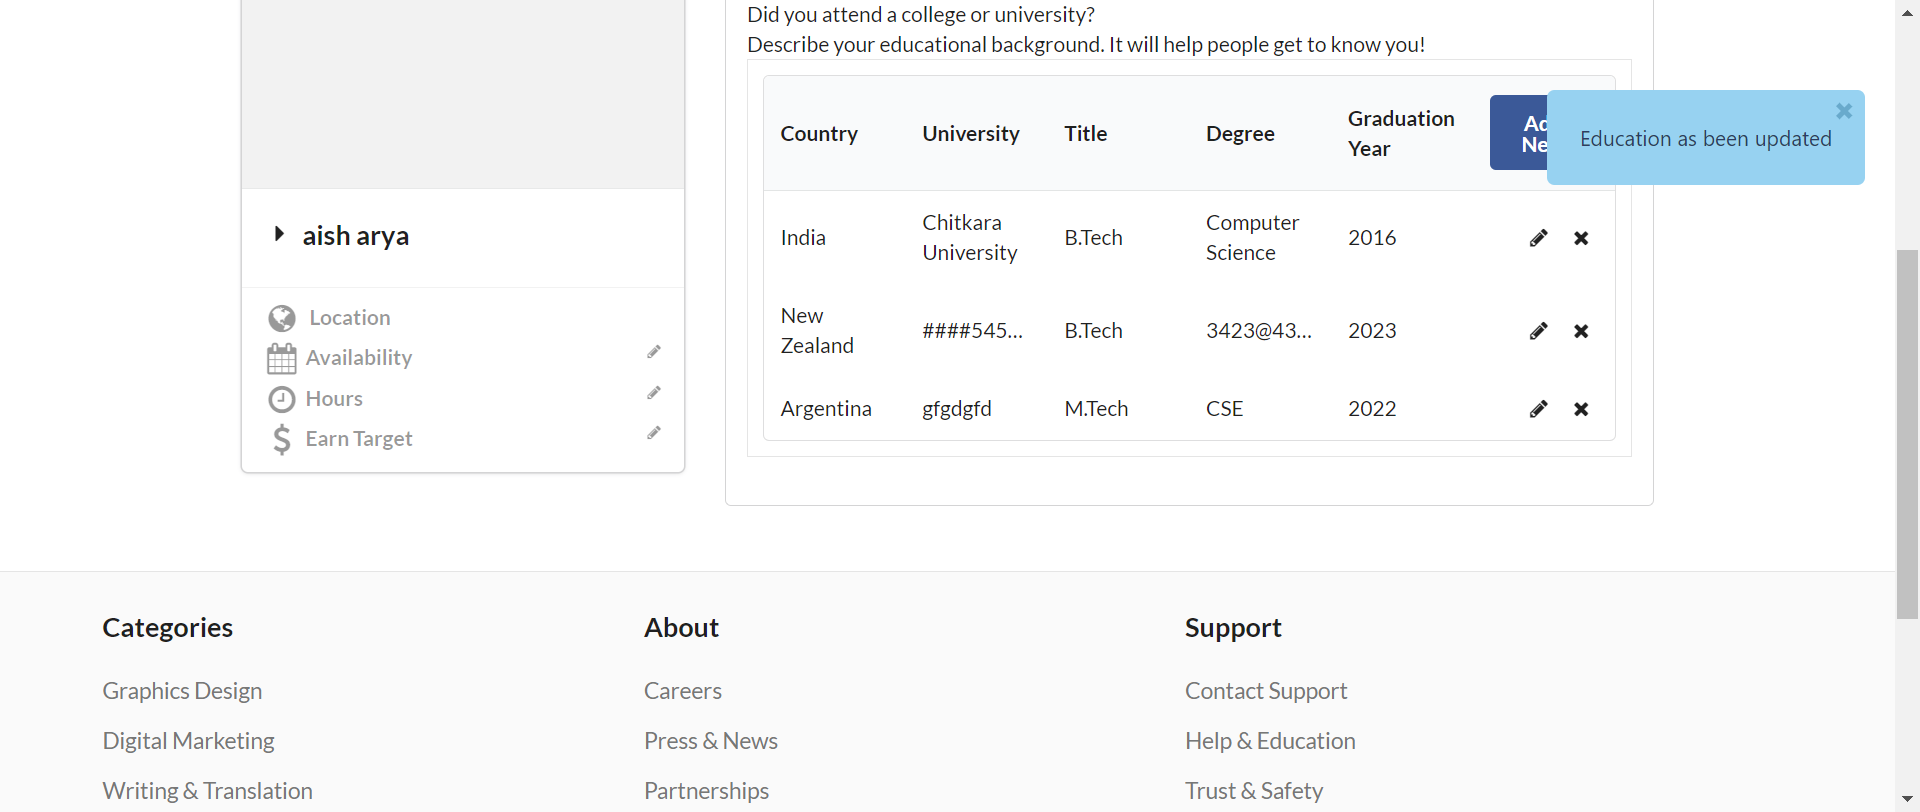 Did you attend a college or university?
Describe your educational background. It will help people get to know you!
Country University Title Degree Graduation Year
Education as been updated
India Chitkara University B.Tech Computer Science 2016
New Zealand ####545... B.Tech 3423@43... 2023
Argentina gfgdgfd M.Tech CSE 2022
aish arya
Location
Availability
Hours
Earn Target
Categories
Graphics Design
Digital Marketing
Writing & Translation
About
Careers
Press & News
Partnerships
Support
Contact Support
Help & Education
Trust & Safety